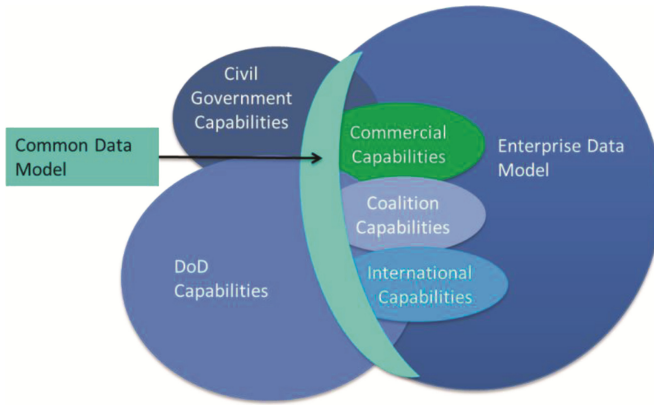 Civil
Government
Capabilities
Common Data
Model
Commercial
Capabilities
Enterprise Data
Model
Coalition
Capabilities
DoD
Capabilities
International
Capabilities